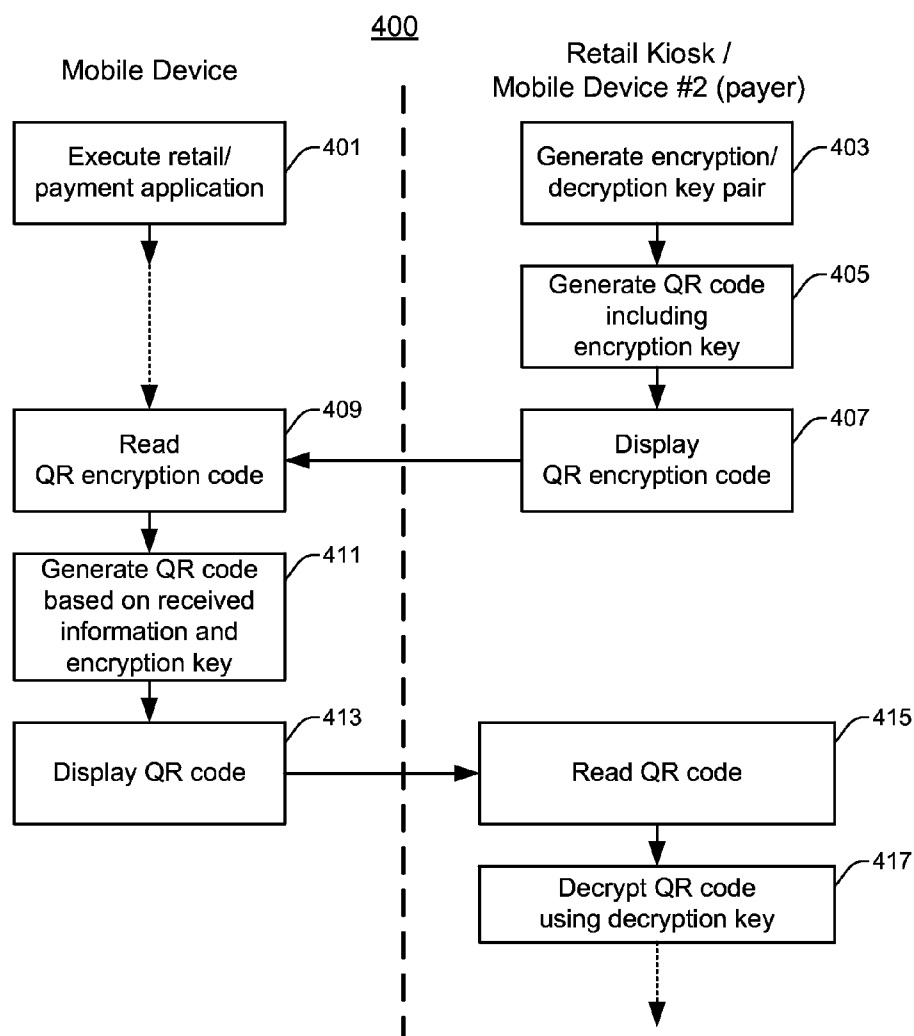 400
Mobile Device
Retail Kiosk /
Mobile Device #2 (payer)
Execute retail/
payment application
401
Generate encryption/
decryption key pair
403
Generate QR code
including
encryption key
405
Read
QR encryption code
409
Display
QR encryption code
407
Generate QR code
based on received
information and
encryption key
411
Display QR code
413
Read QR code
415
Decrypt QR code
using decryption key
417